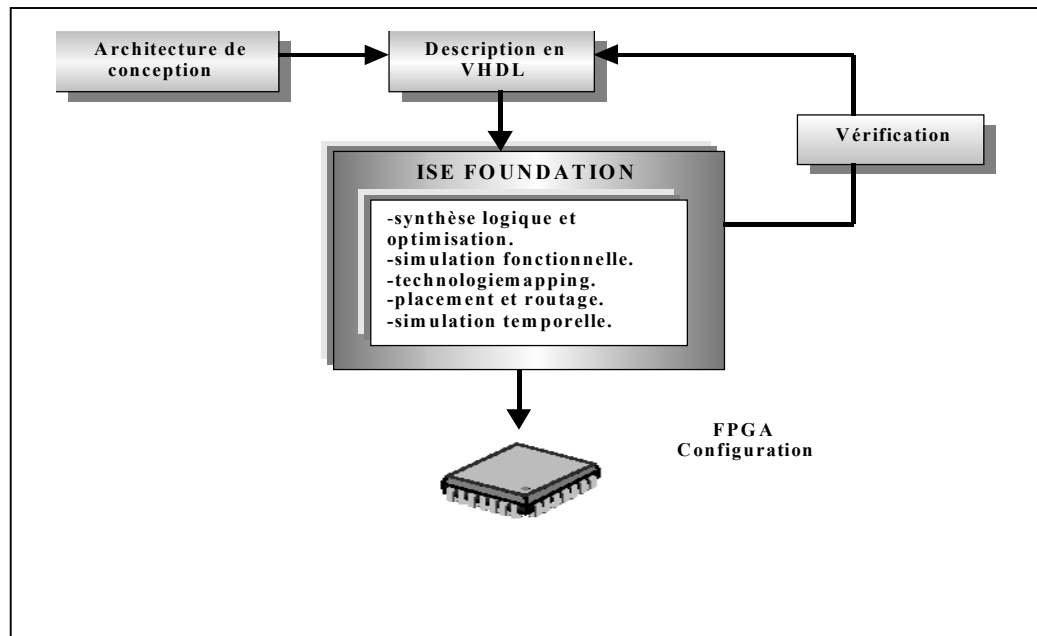 Architecture de
conception
Description en
VHDL
Vérification
ISE FOUNDATION
-synthèse logique et
optimisation.
-simulation fonctionnelle.
-technologiemapping.
-placement et routage.
-simulation temporelle.
FPGA
Configuration